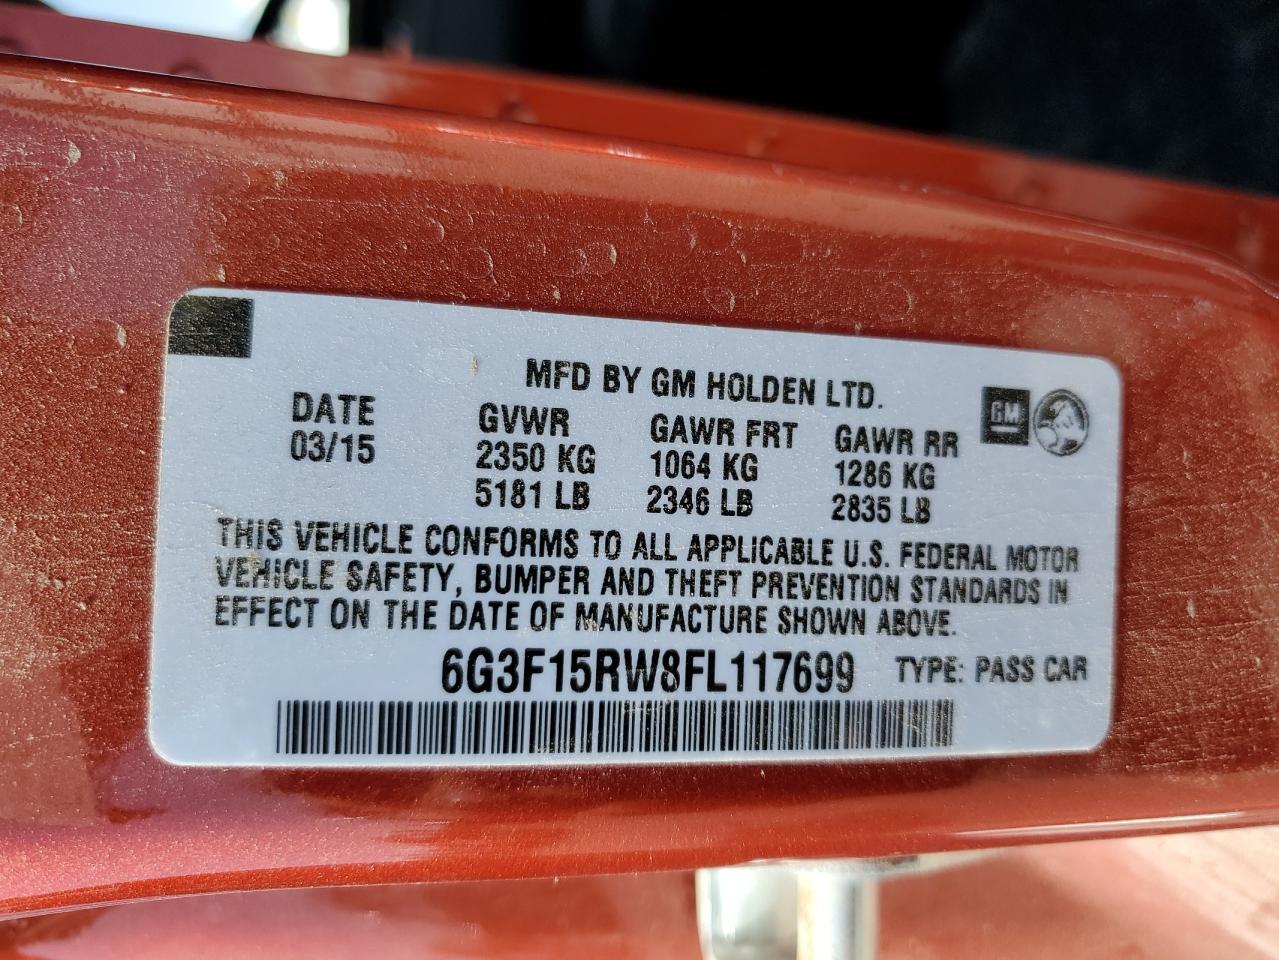 MFD BY GM HOLDEN LTD.
GM
DATE GVWR GAWR FRT GAWR RR
03/15 2350 KG 1064 KG 1286 KG
5181 LB 2346 LB 2835 LB
THIS VEHICLE CONFORMS TO ALL APPLICABLE U.S. FEDERAL MOTOR
VEHICLE SAFETY, BUMPER AND THEFT PREVENTION STANDARDS IN
EFFECT ON THE DATE OF MANUFACTURE SHOWN ABOVE.
6G3F15RW8FL117699 TYPE: PASS CAR